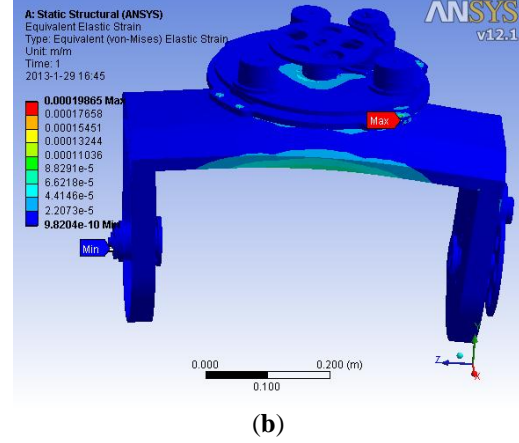 A: Static Structural (ANSYS)
Equivalent Elastic Strain
Type: Equivalent (von-Mises) Elastic Strain
Unit: m/m
Time: 1
2013-1-29 16:45
ANSYS
v12.1
0.00019865 Max
0.00017658
0.00015451
0.00013244
0.00011036
8.8291e-5
6.6218e-5
4.4146e-5
2.2073e-5
9.8204e-10 Min
Max
Min
0.000 0.200 (m)
0.100
Z
X
(b)